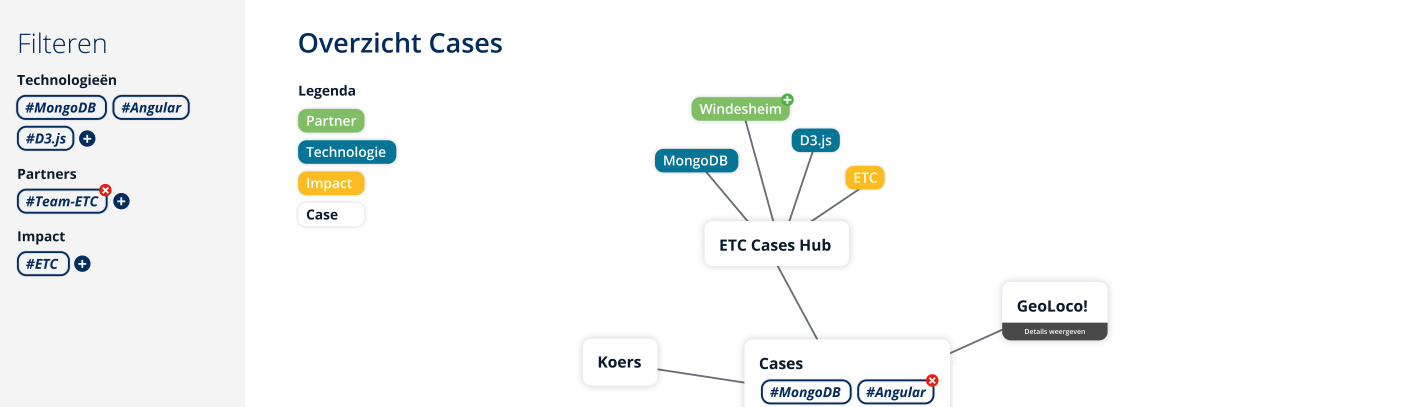 Filteren
Technologieën
#MongoDB #Angular
#D3.js
Partners
#Team-ETC
Impact
#ETC
Overzicht Cases
Legenda
Partner
Technologie
Impact
Case
Windesheim
D3.js
MongoDB
ETC
ETC Cases Hub
GeoLoco!
Details weergeven
Koers
Cases
#MongoDB #Angular